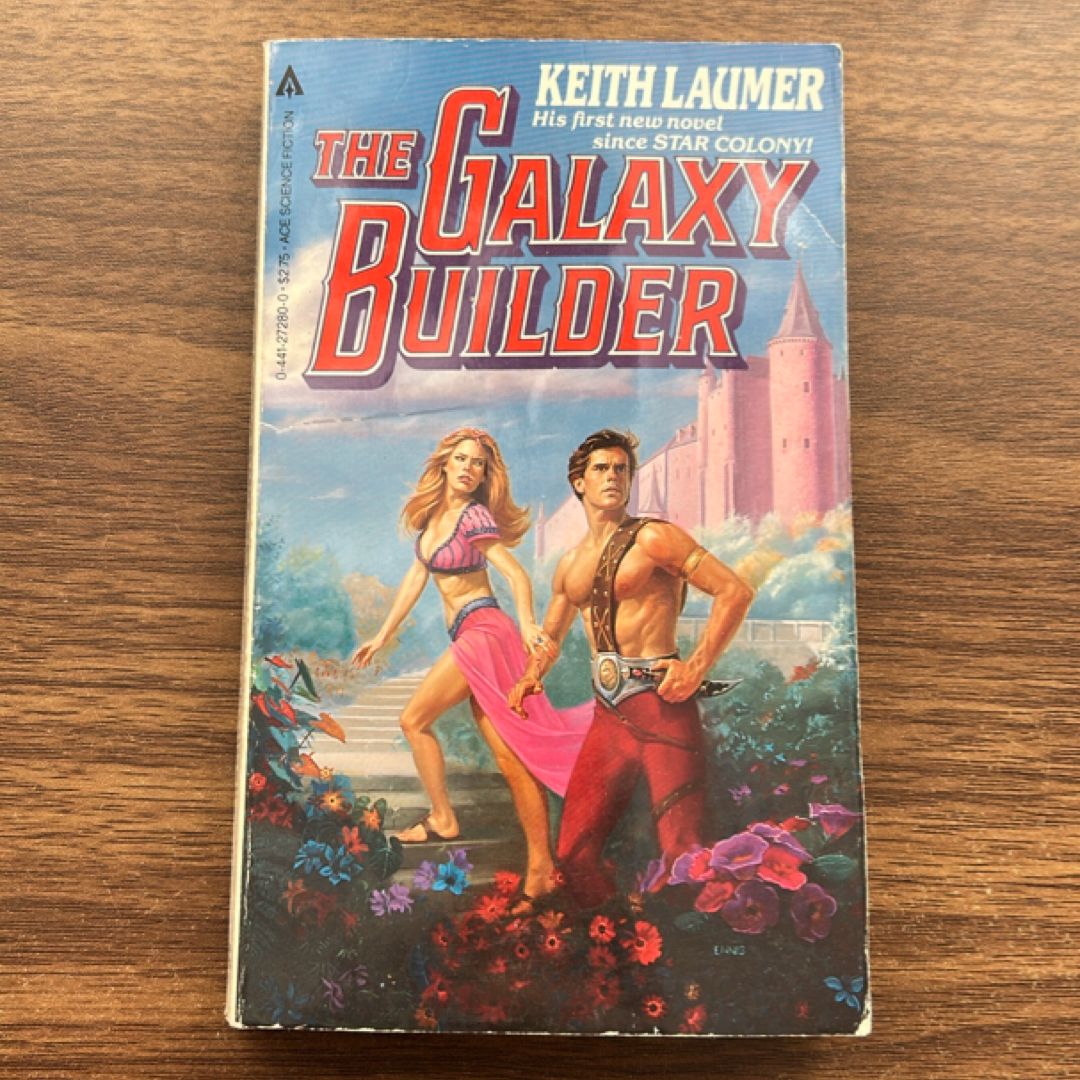 KEITH LAUMER
His first new novel
since STAR COLONY!
THE GALAXY
BUILDER
0-441-27280-0 • $2.75 • ACE SCIENCE FICTION
ENNIS